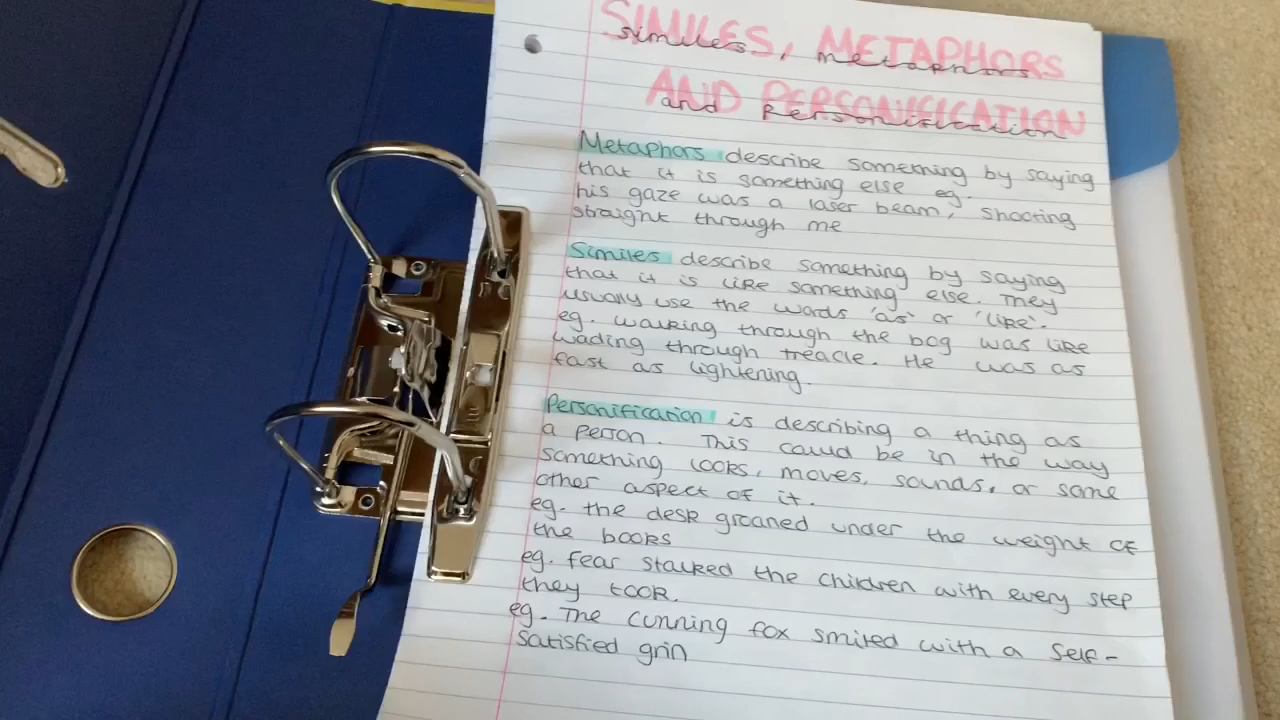 SIMILES, METAPHORS
similes, metaphors
AND PERSONIFICATION
and Personification
Metaphors describe something by saying
that it is something else eg.
his gaze was a laser beam, shooting
straight through me
Similes describe something by saying
that it is like something else. They
usually use the words 'as' or 'like'.
eg. walking through the bog was like
wading through treacle. He was as
fast as lightening.
Personification is describing a thing as
a person. This could be in the way
something looks, moves, sounds, or some
other aspect of it.
eg. the desk groaned under the weight of
the books
eg. fear stalked the children with every step
they took.
eg. The cunning fox smiled with a self-
satisfied grin